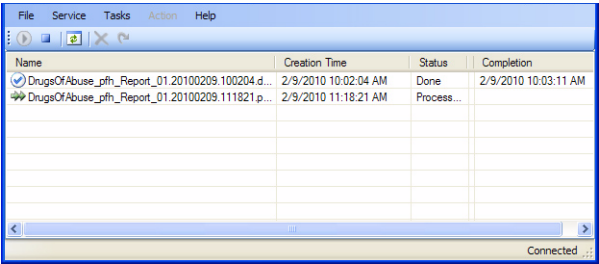 File Service Tasks Action Help
Name Creation Time Status Completion
DrugsOfAbuse_pfh_Report_01.20100209.100204.d... 2/9/2010 10:02:04 AM Done 2/9/2010 10:03:11 AM
DrugsOfAbuse_pfh_Report_01.20100209.111821.p... 2/9/2010 11:18:21 AM Process...
Connected